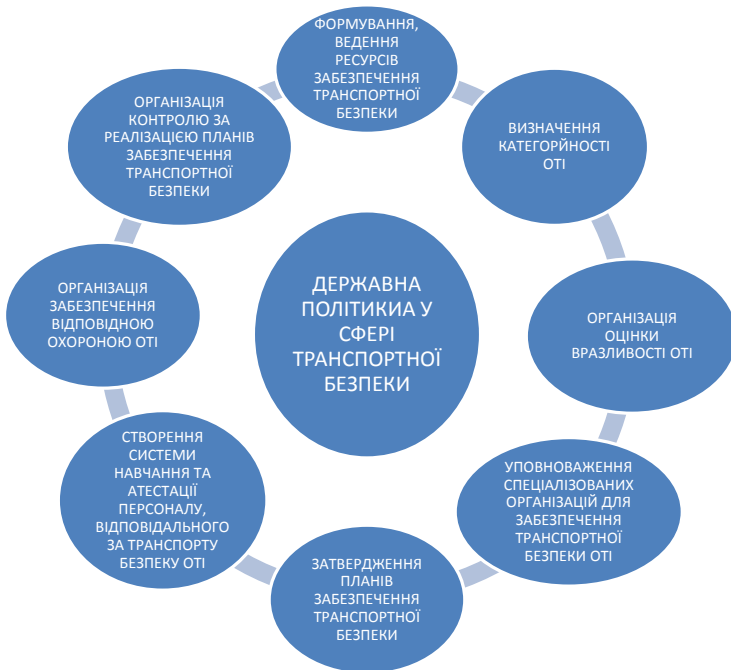 ФОРМУВАННЯ,
ВЕДЕННЯ
РЕСУРСІВ
ЗАБЕЗПЕЧЕННЯ
ТРАНСПОРТНОЇ
БЕЗПЕКИ
ВИЗНАЧЕННЯ
КАТЕГОРЙНОСТІ
ОТІ
ОРГАНІЗАЦІЯ
ОЦІНКИ
ВРАЗЛИВОСТІ ОТІ
УПОВНОВАЖЕННЯ
СПЕЦІАЛІЗОВАНИХ
ОРГАНІЗАЦІЙ ДЛЯ
ЗАБЕЗПЕЧЕННЯ
ТРАНСПОРТНОЇ
БЕЗПЕКИ ОТІ
ЗАТВЕРДЖЕННЯ
ПЛАНІВ
ЗАБЕЗПЕЧЕННЯ
ТРАНСПОРТНОЇ
БЕЗПЕКИ
СТВОРЕННЯ
СИСТЕМИ
НАВЧАННЯ ТА
АТЕСТАЦІЇ
ПЕРСОНАЛУ,
ВІДПОВІДАЛЬНОГО
ЗА ТРАНСПОРТУ
БЕЗПЕКУ ОТІ
ОРГАНІЗАЦІЯ
ЗАБЕЗПЕЧЕННЯ
ВІДПОВІДНОЮ
ОХОРОНОЮ ОТІ
ОРГАНІЗАЦІЯ
КОНТРОЛЮ ЗА
РЕАЛІЗАЦІЄЮ ПЛАНІВ
ЗАБЕЗПЕЧЕННЯ
ТРАНСПОРТНОЇ
БЕЗПЕКИ
ДЕРЖАВНА
ПОЛІТИКИА У
СФЕРІ
ТРАНСПОРТНОЇ
БЕЗПЕКИ